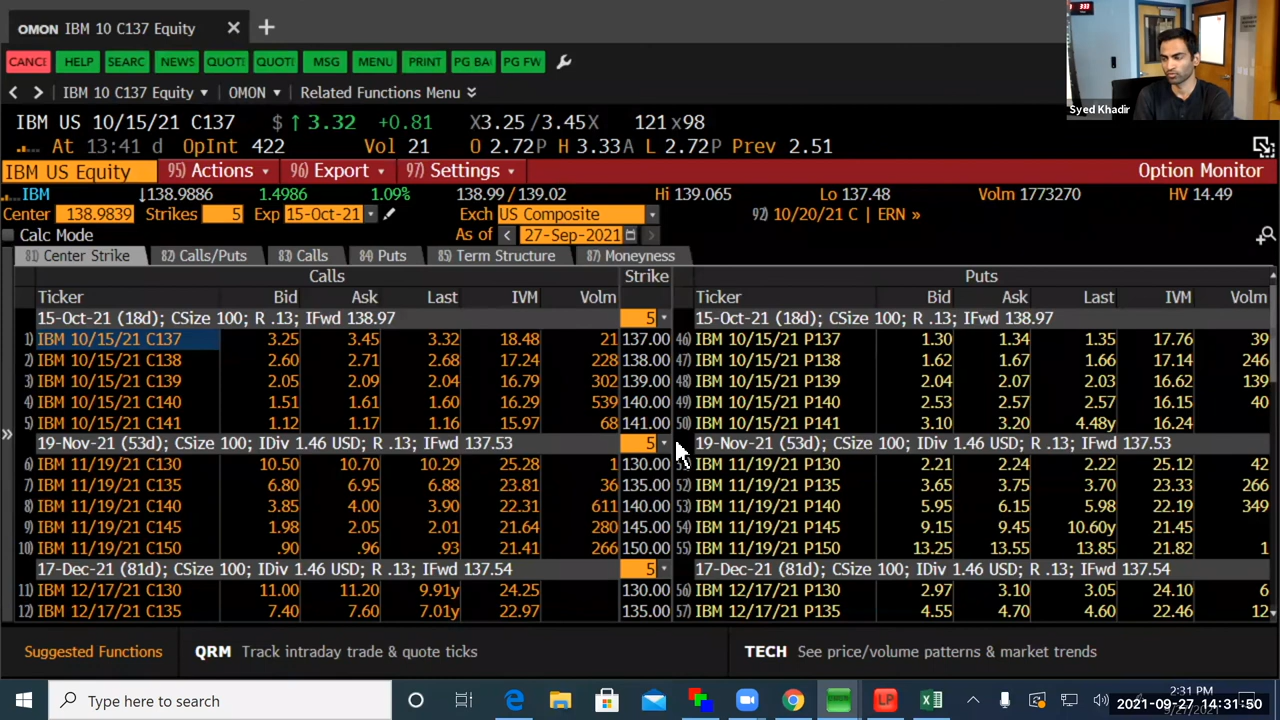 OMON IBM 10 C137 Equity
333
CANCE HELP SEARC NEWS QUOTE QUOTE MSG MENU PRINT PG BA PG FW
IBM 10 C137 Equity OMON Related Functions Menu
Syed Khadir
IBM US 10/15/21 C137 $ ↑ 3.32 +0.81 X3.25 /3.45X 121 x98
At 13:41 d OpInt 422 Vol 21 O 2.72P H 3.33A L 2.72P Prev 2.51
IBM US Equity 95) Actions 96) Export 97) Settings Option Monitor
IBM ↓138.9886 1.4986 1.09% 138.99 / 139.02 Hi 139.065 Lo 137.48 Volm 1773270 HV 14.49
Center 138.9839 Strikes 5 Exp 15-Oct-21 Exch US Composite 92) 10/20/21 C | ERN »
Calc Mode As of < 27-Sep-2021 >
81) Center Strike 82) Calls/Puts 83) Calls 84) Puts 85) Term Structure 87) Moneyness
Calls Strike Puts
Ticker Bid Ask Last IVM Volm Ticker Bid Ask Last IVM Volm
15-Oct-21 (18d); CSize 100; R .13; IFwd 138.97 5 15-Oct-21 (18d); CSize 100; R .13; IFwd 138.97
1) IBM 10/15/21 C137 3.25 3.45 3.32 18.48 21 137.00 46) IBM 10/15/21 P137 1.30 1.34 1.35 17.76 39
2) IBM 10/15/21 C138 2.60 2.71 2.68 17.24 228 138.00 47) IBM 10/15/21 P138 1.62 1.67 1.66 17.14 246
3) IBM 10/15/21 C139 2.05 2.09 2.04 16.79 302 139.00 48) IBM 10/15/21 P139 2.04 2.07 2.03 16.62 139
4) IBM 10/15/21 C140 1.51 1.61 1.60 16.29 539 140.00 49) IBM 10/15/21 P140 2.53 2.57 2.56 16.15 40
5) IBM 10/15/21 C141 1.12 1.17 1.16 15.97 68 141.00 50) IBM 10/15/21 P141 3.10 3.20 4.48y 16.24
19-Nov-21 (53d); CSize 100; IDiv 1.46 USD; R .13; IFwd 137.53 5 19-Nov-21 (53d); CSize 100; IDiv 1.46 USD; R .13; IFwd 137.53
6) IBM 11/19/21 C130 10.50 10.70 10.29 25.28 1 130.00 IBM 11/19/21 P130 2.21 2.24 2.22 25.12 42
7) IBM 11/19/21 C135 6.80 6.95 6.88 23.81 36 135.00 52) IBM 11/19/21 P135 3.65 3.75 3.70 23.33 266
8) IBM 11/19/21 C140 3.85 4.00 3.90 22.31 611 140.00 53) IBM 11/19/21 P140 5.95 6.15 5.98 22.19 349
9) IBM 11/19/21 C145 1.98 2.05 2.01 21.64 280 145.00 54) IBM 11/19/21 P145 9.15 9.45 10.60y 21.45
10) IBM 11/19/21 C150 .90 .96 .93 21.41 266 150.00 55) IBM 11/19/21 P150 13.25 13.55 13.85 21.82 1
17-Dec-21 (81d); CSize 100; IDiv 1.46 USD; R .13; IFwd 137.54 5 17-Dec-21 (81d); CSize 100; IDiv 1.46 USD; R .13; IFwd 137.54
11) IBM 12/17/21 C130 11.00 11.20 9.91y 24.25 130.00 56) IBM 12/17/21 P130 2.97 3.10 3.05 24.10 6
12) IBM 12/17/21 C135 7.40 7.60 7.01y 22.97 135.00 57) IBM 12/17/21 P135 4.55 4.70 4.60 22.46 12
Suggested Functions QRM Track intraday trade & quote ticks TECH See price/volume patterns & market trends
Type here to search
2:31 PM
2021-09-27 14:31:50